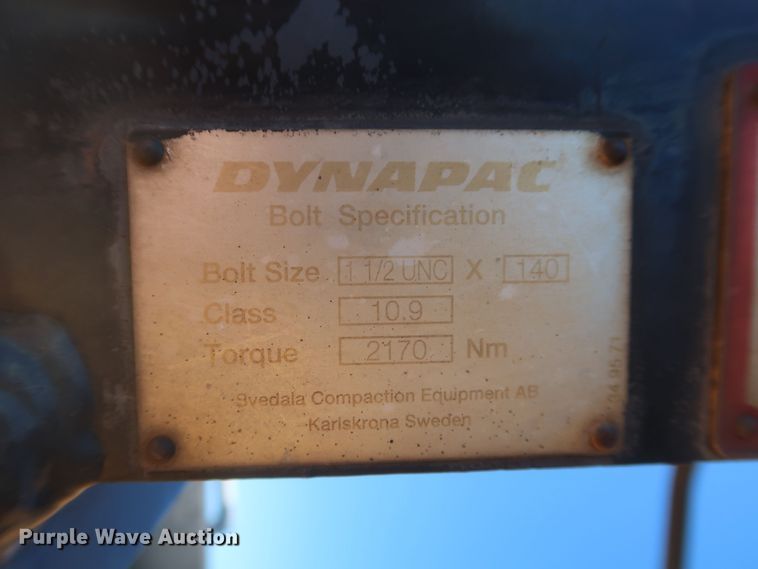 DYNAPAC
Bolt Specification
Bolt Size 1 1/2 UNC X 140
Class 10.9
Torque 2170 Nm
Svedala Compaction Equipment AB
Karlskrona Sweden
Purple Wave Auction